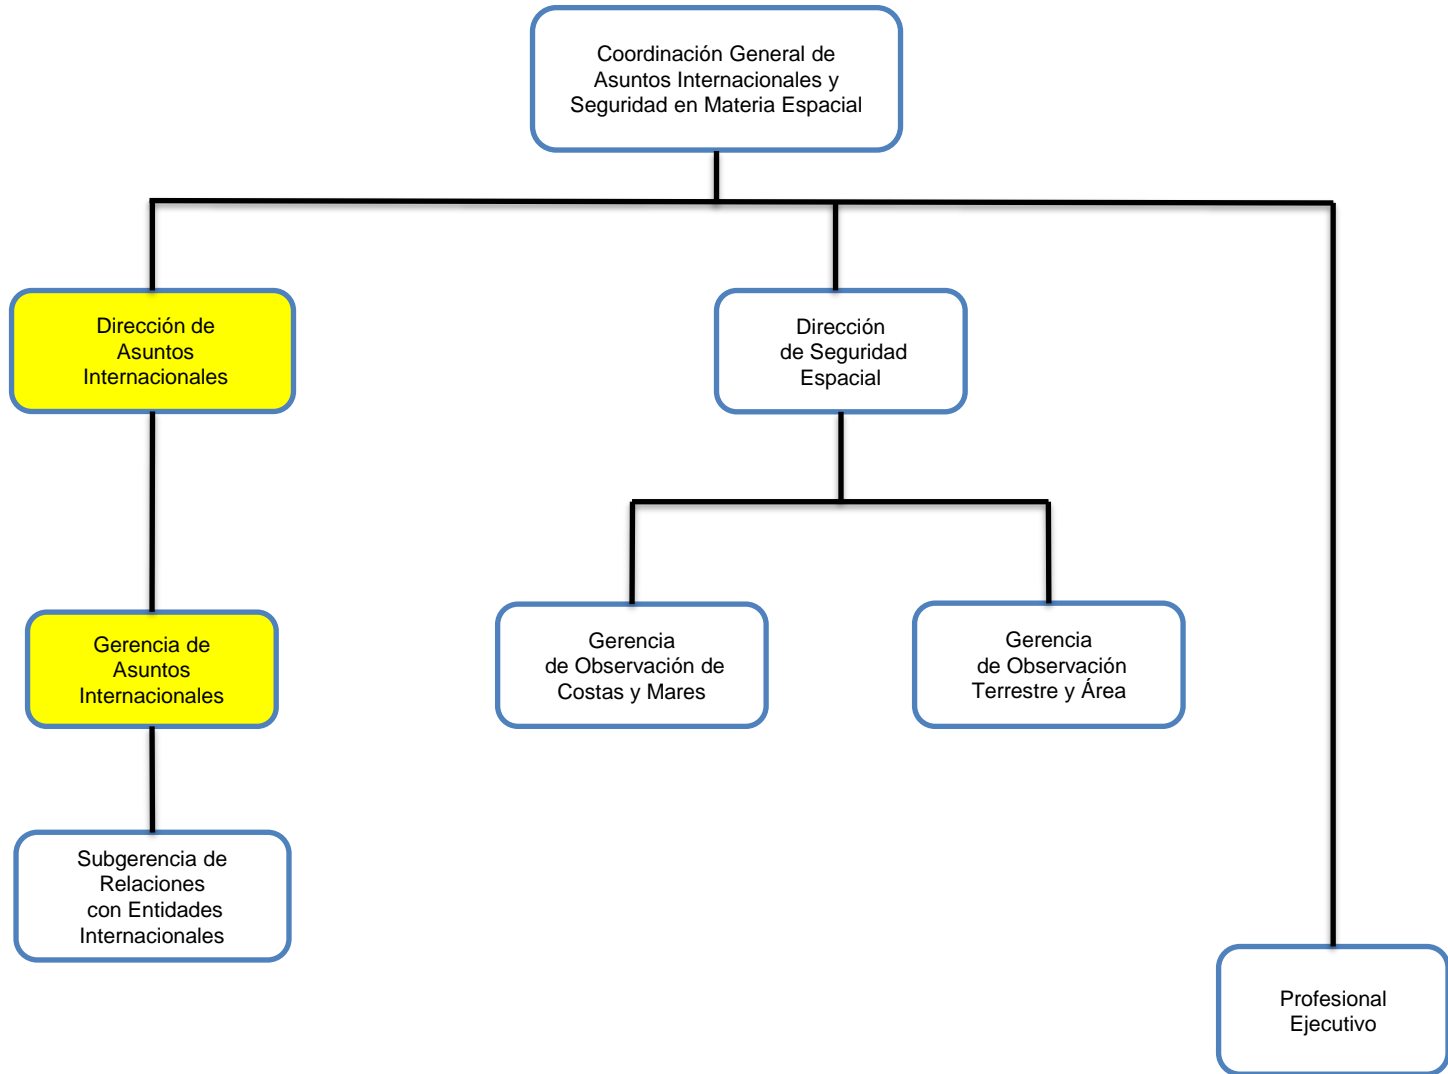 Coordinación General de
Asuntos Internacionales y
Seguridad en Materia Espacial
Dirección de
Asuntos
Internacionales
Dirección
de Seguridad
Espacial
Gerencia de
Asuntos
Internacionales
Gerencia
de Observación de
Costas y Mares
Gerencia
de Observación
Terrestre y Área
Subgerencia de
Relaciones
con Entidades
Internacionales
Profesional
Ejecutivo